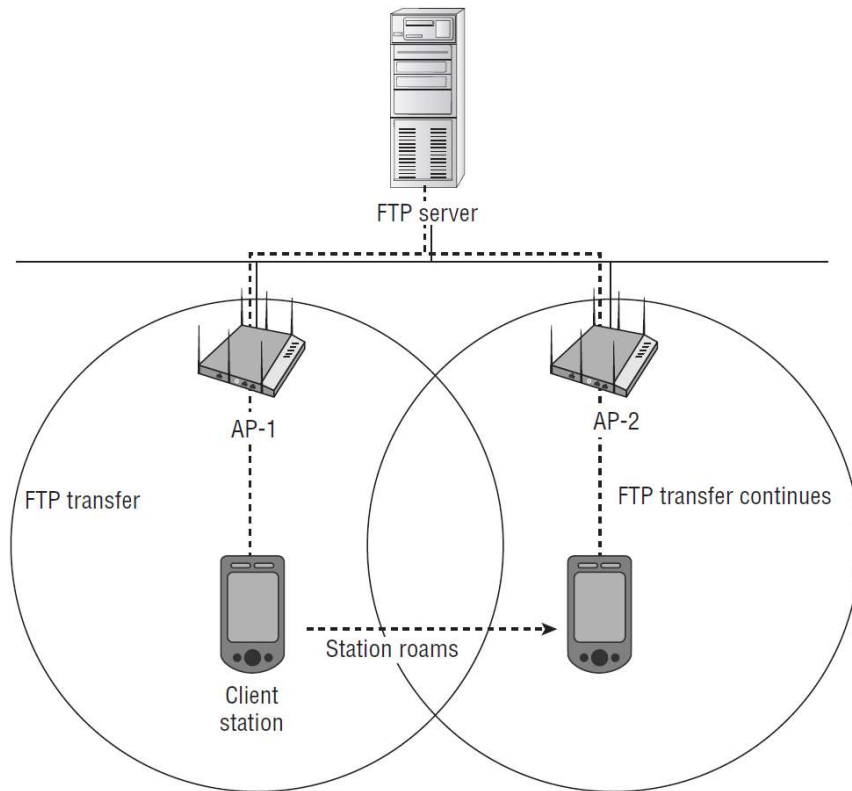 FTP server
AP-1
AP-2
FTP transfer
FTP transfer continues
Station roams
Client
station